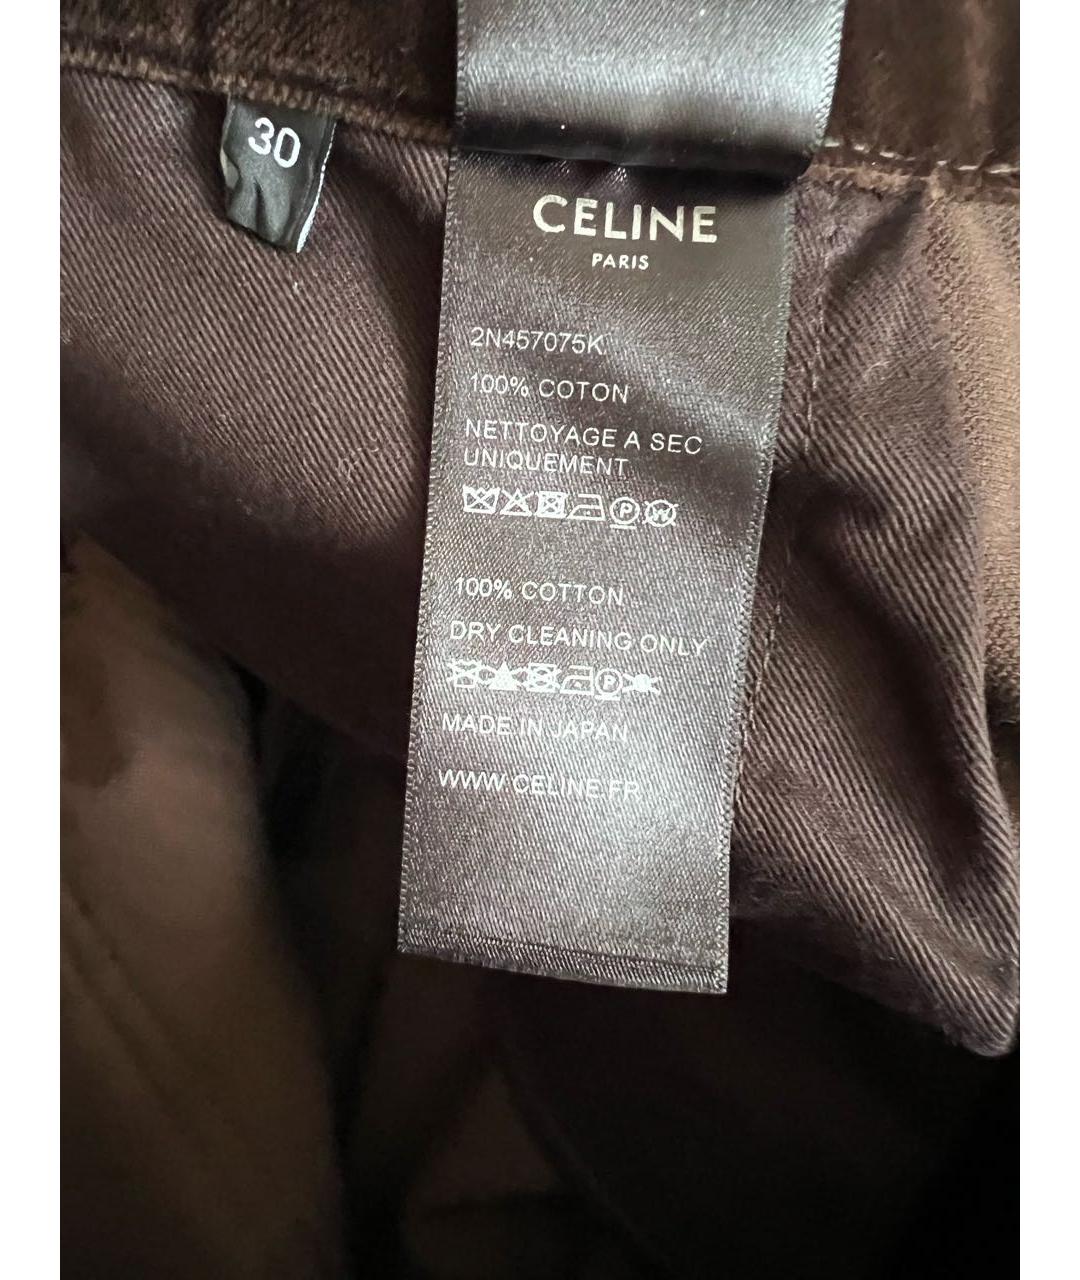 30
CELINE
PARIS
2N457075K
100% COTON
NETTOYAGE A SEC
UNIQUEMENT
P W
100% COTTON
DRY CLEANING ONLY
P
MADE IN JAPAN
WWW.CELINE.FR